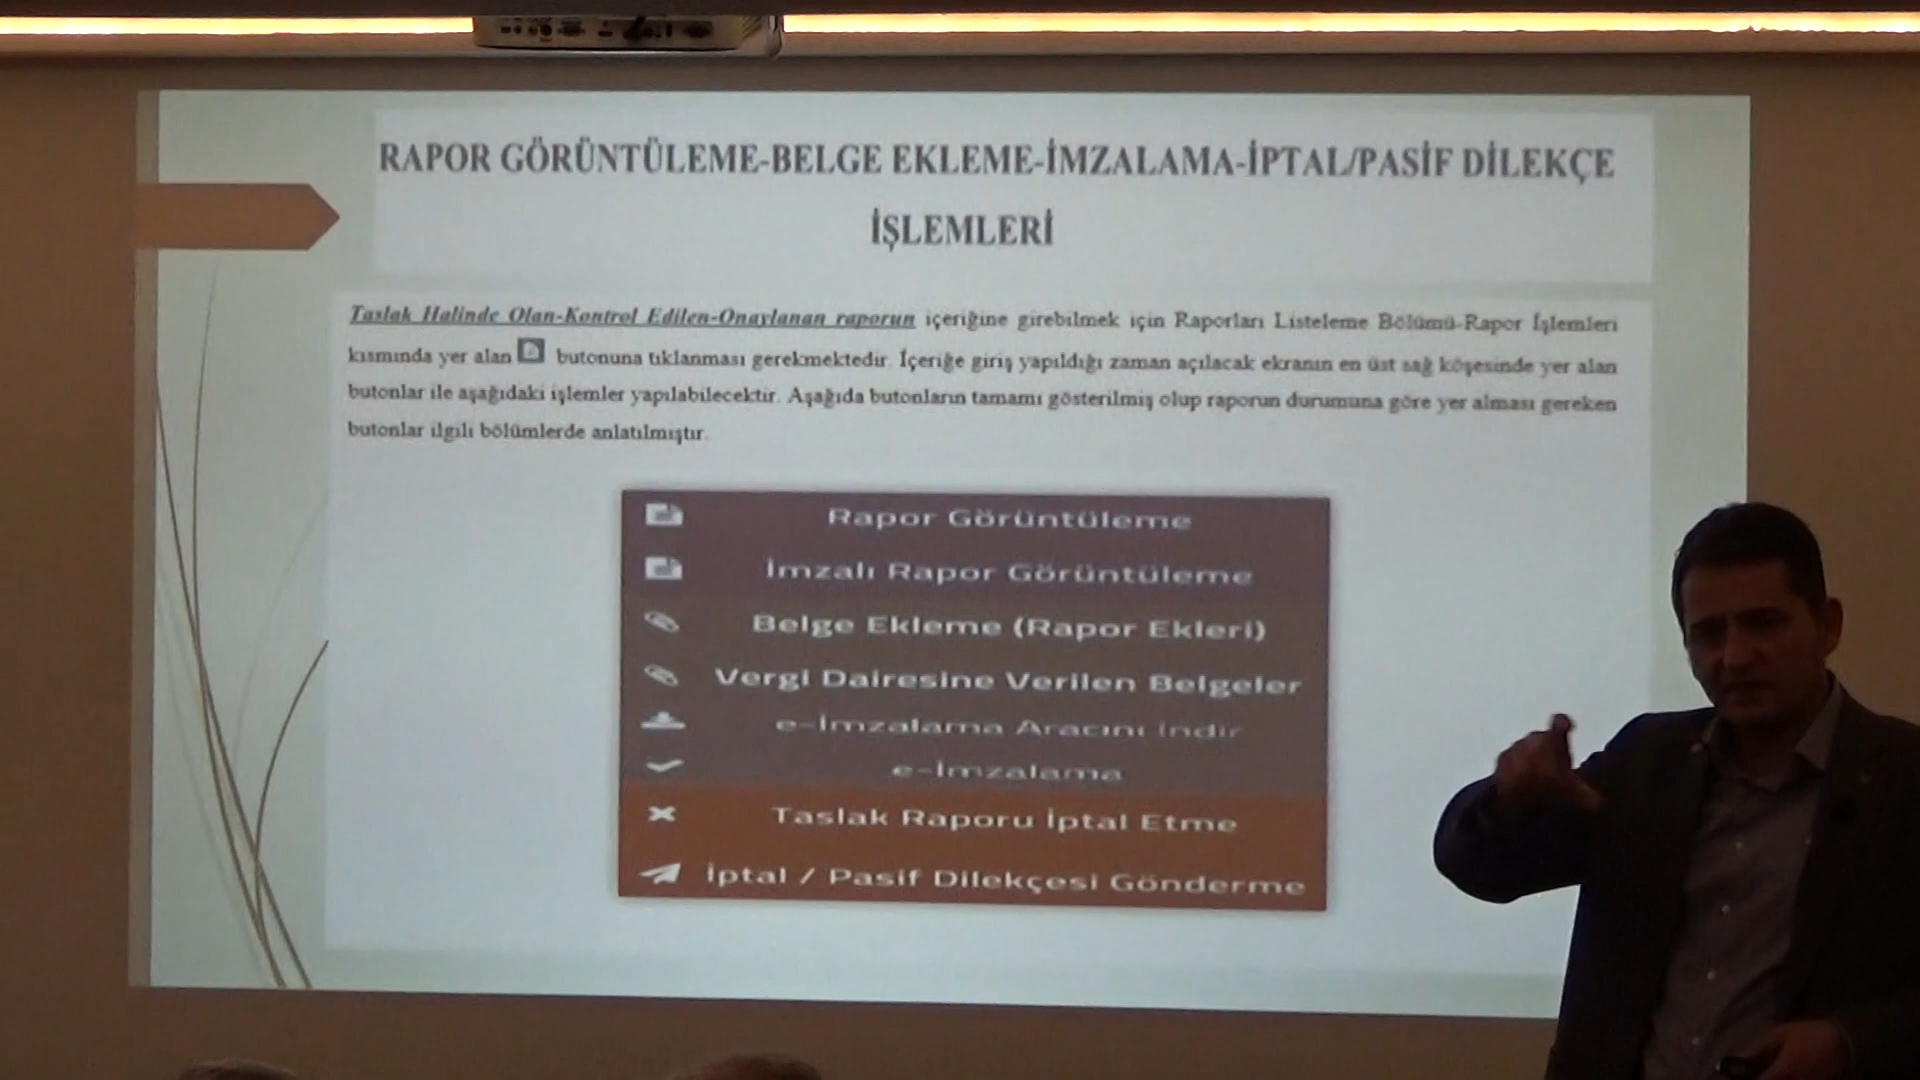 RAPOR GÖRÜNTÜLEME-BELGE EKLEME-İMZALAMA-İPTAL/PASİF DİLEKÇE
İŞLEMLERİ
Taslak Halinde Olan-Kontrol Edilen-Onaylanan raporun içeriğine girebilmek için Raporları Listeleme Bölümü-Rapor İşlemleri
kısmında yer alan butonuna tıklanması gerekmektedir. İçeriğe giriş yapıldığı zaman açılacak ekranın en üst sağ köşesinde yer alan
butonlar ile aşağıdaki işlemler yapılabilecektir. Aşağıda butonların tamamı gösterilmiş olup raporun durumuna göre yer alması gereken
butonlar ilgili bölümlerde anlatılmıştır.
Rapor Görüntüleme
İmzalı Rapor Görüntüleme
Belge Ekleme (Rapor Ekleri)
Vergi Dairesine Verilen Belgeler
e-İmzalama Aracını İndir
e-İmzalama
Taslak Raporu İptal Etme
İptal / Pasif Dilekçesi Gönderme